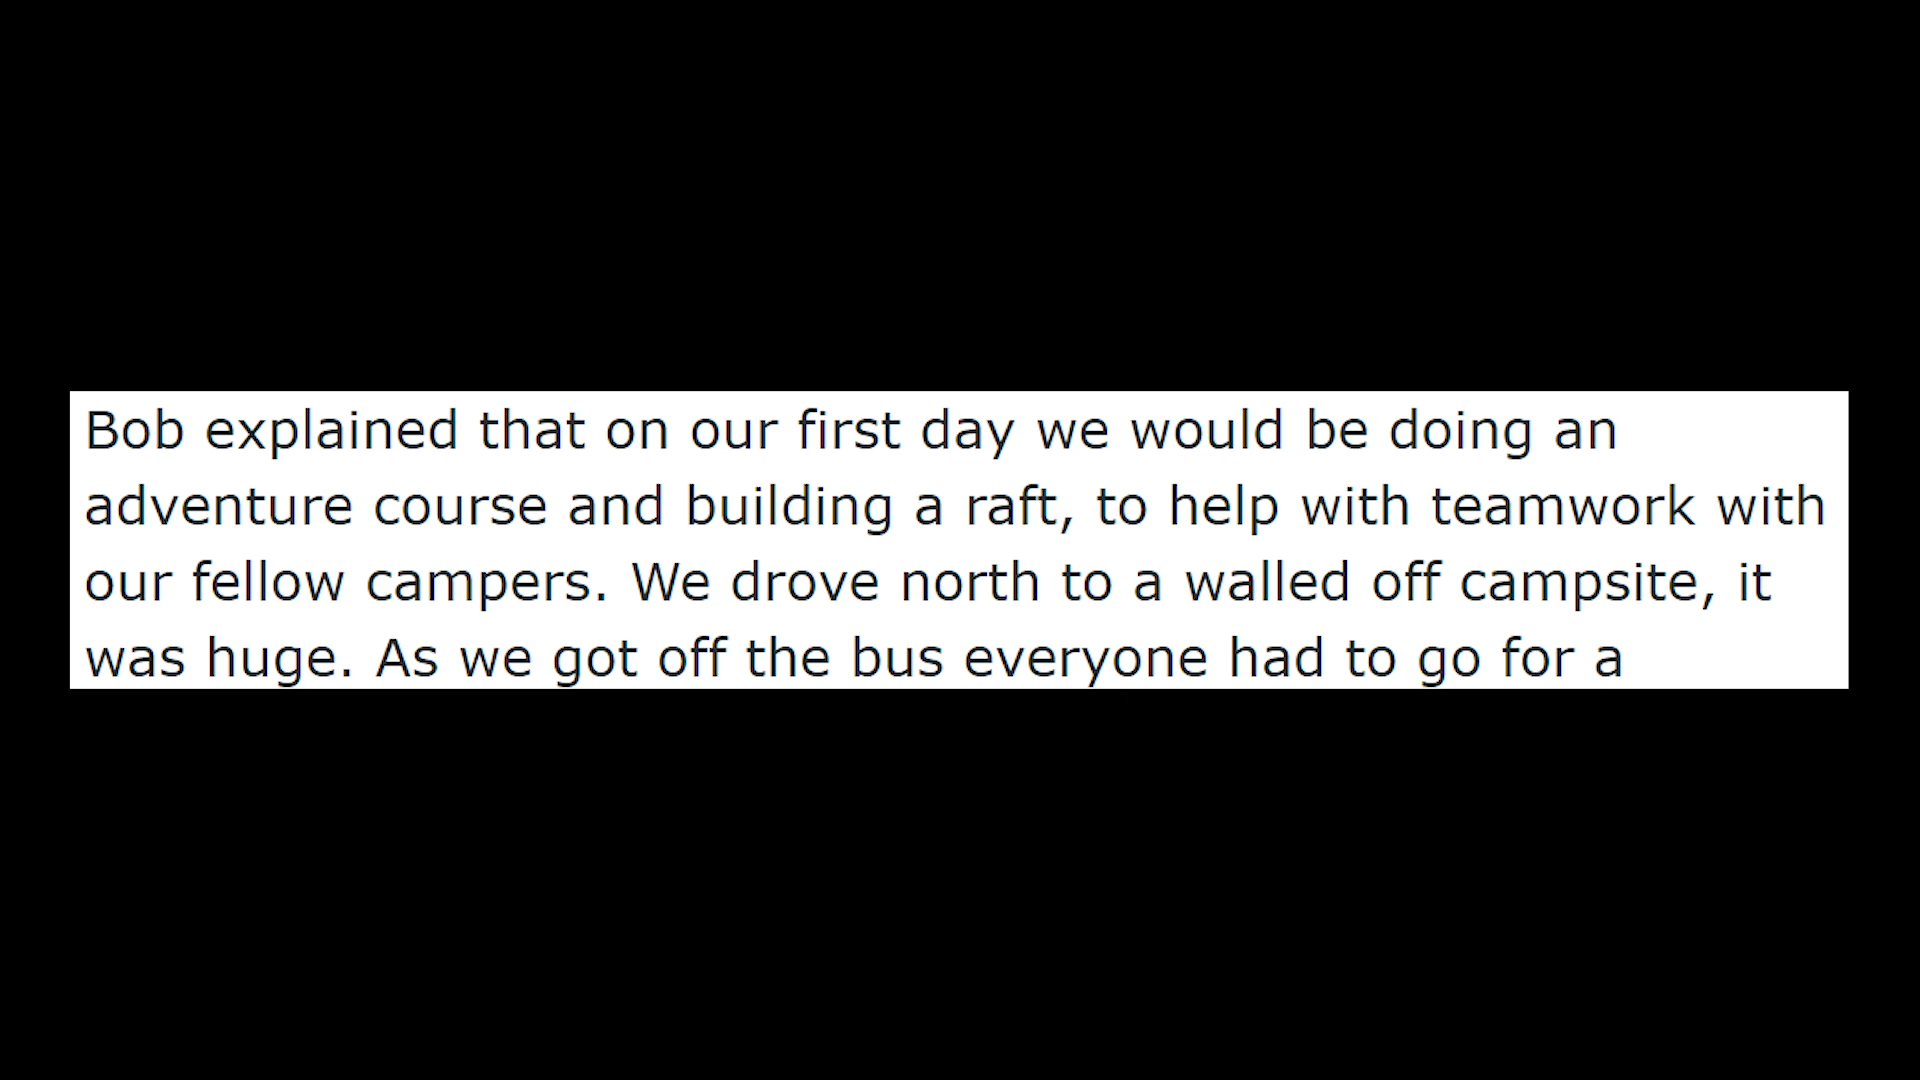 Bob explained that on our first day we would be doing an
adventure course and building a raft, to help with teamwork with
our fellow campers. We drove north to a walled off campsite, it
was huge. As we got off the bus everyone had to go for a